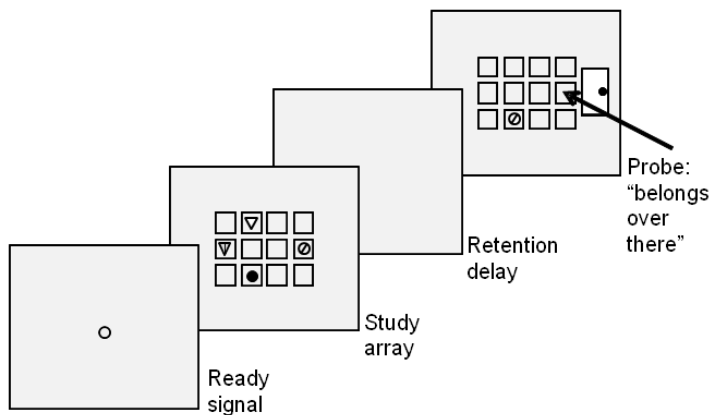 Probe:
“belongs
over
there”
Retention
delay
Study
array
Ready
signal